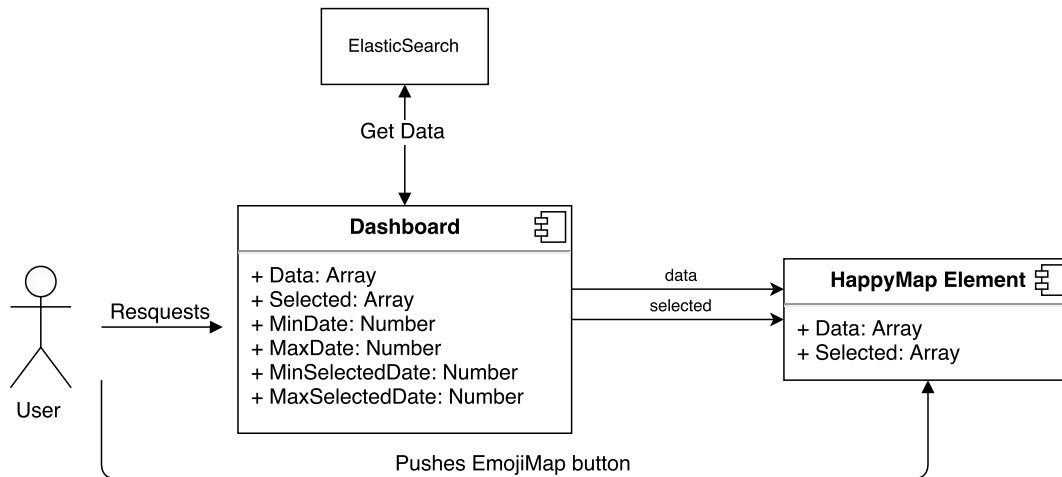 ElasticSearch
Get Data
Dashboard
+ Data: Array
+ Selected: Array
+ MinDate: Number
+ MaxDate: Number
+ MinSelectedDate: Number
+ MaxSelectedDate: Number
Resquests
User
data
selected
HappyMap Element
+ Data: Array
+ Selected: Array
Pushes EmojiMap button